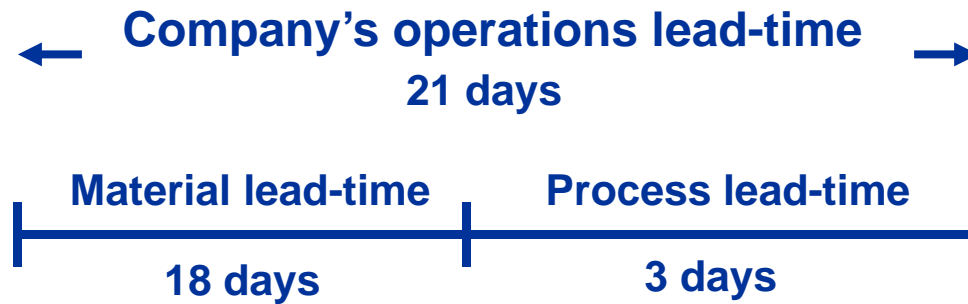 Company’s operations lead-time
21 days
Material lead-time Process lead-time
18 days 3 days